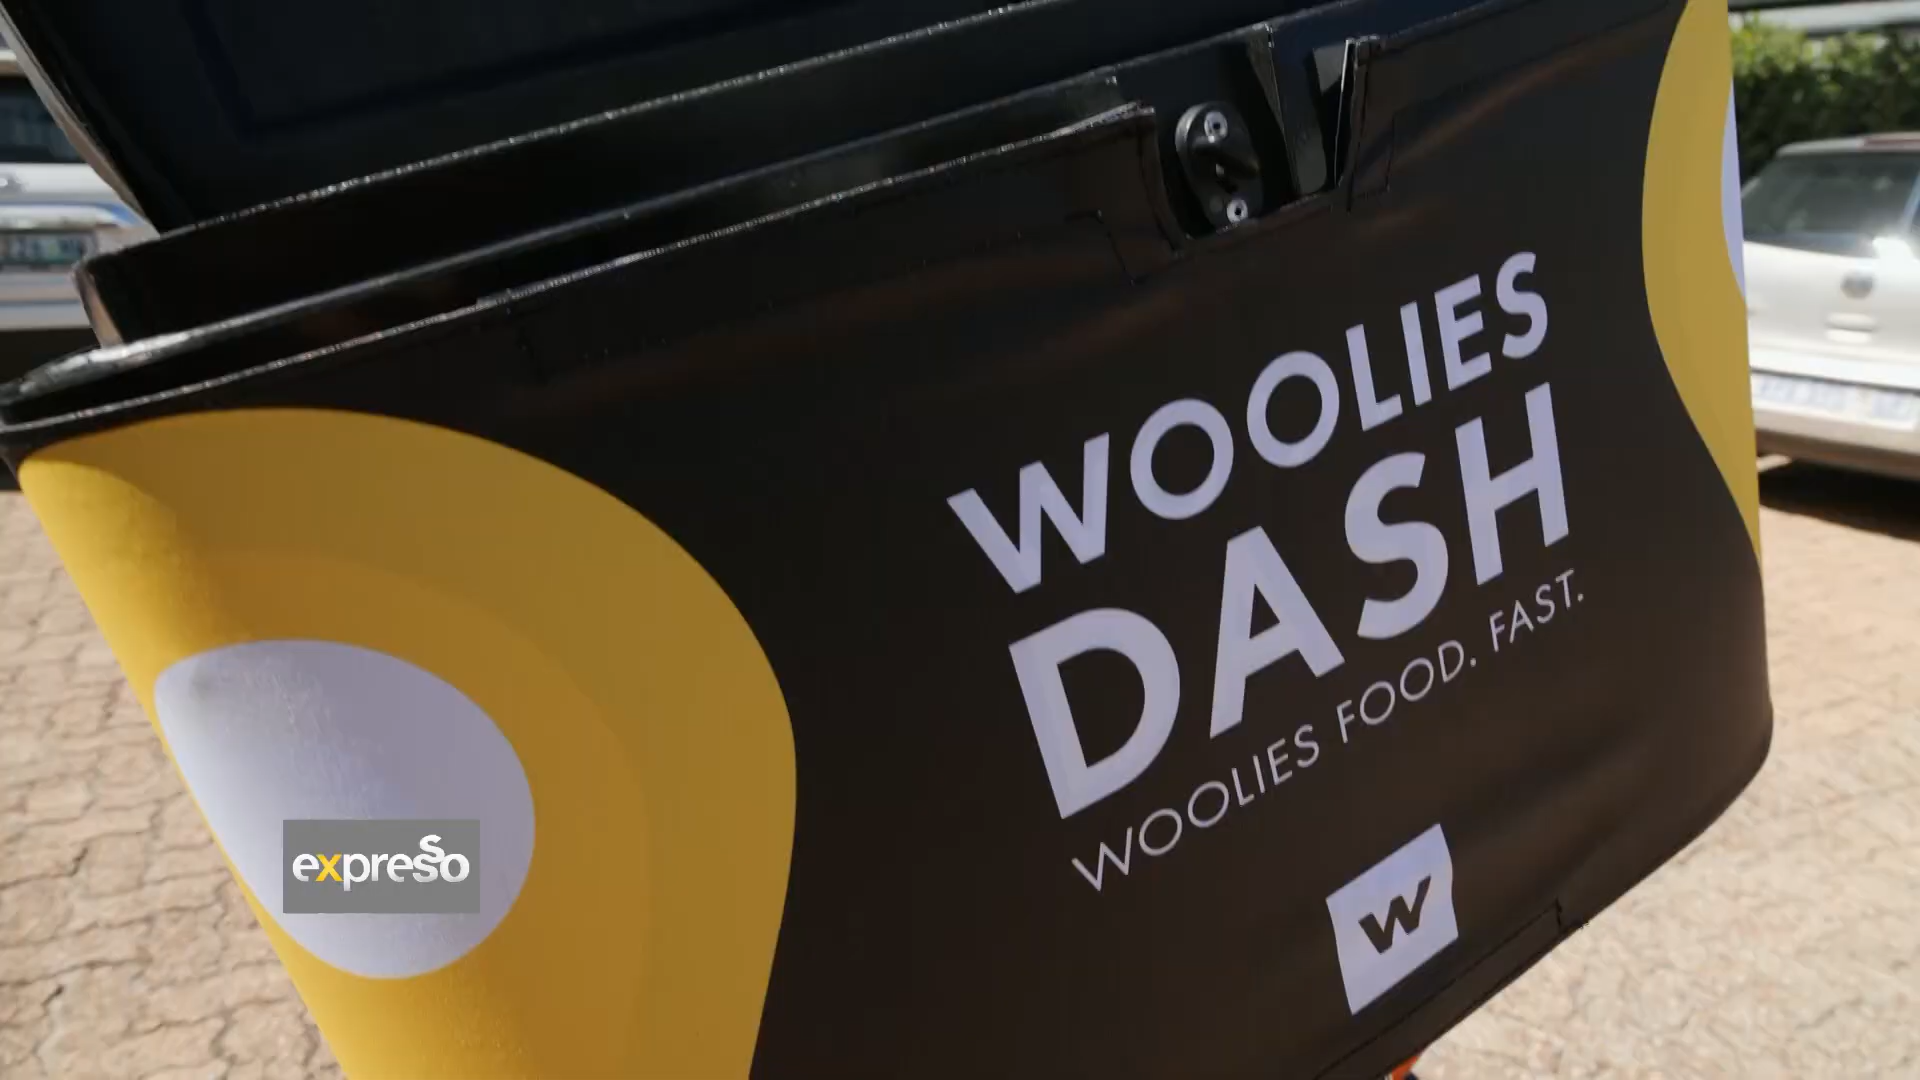 WOOLIES
DASH
WOOLIES FOOD. FAST.
W
expresso